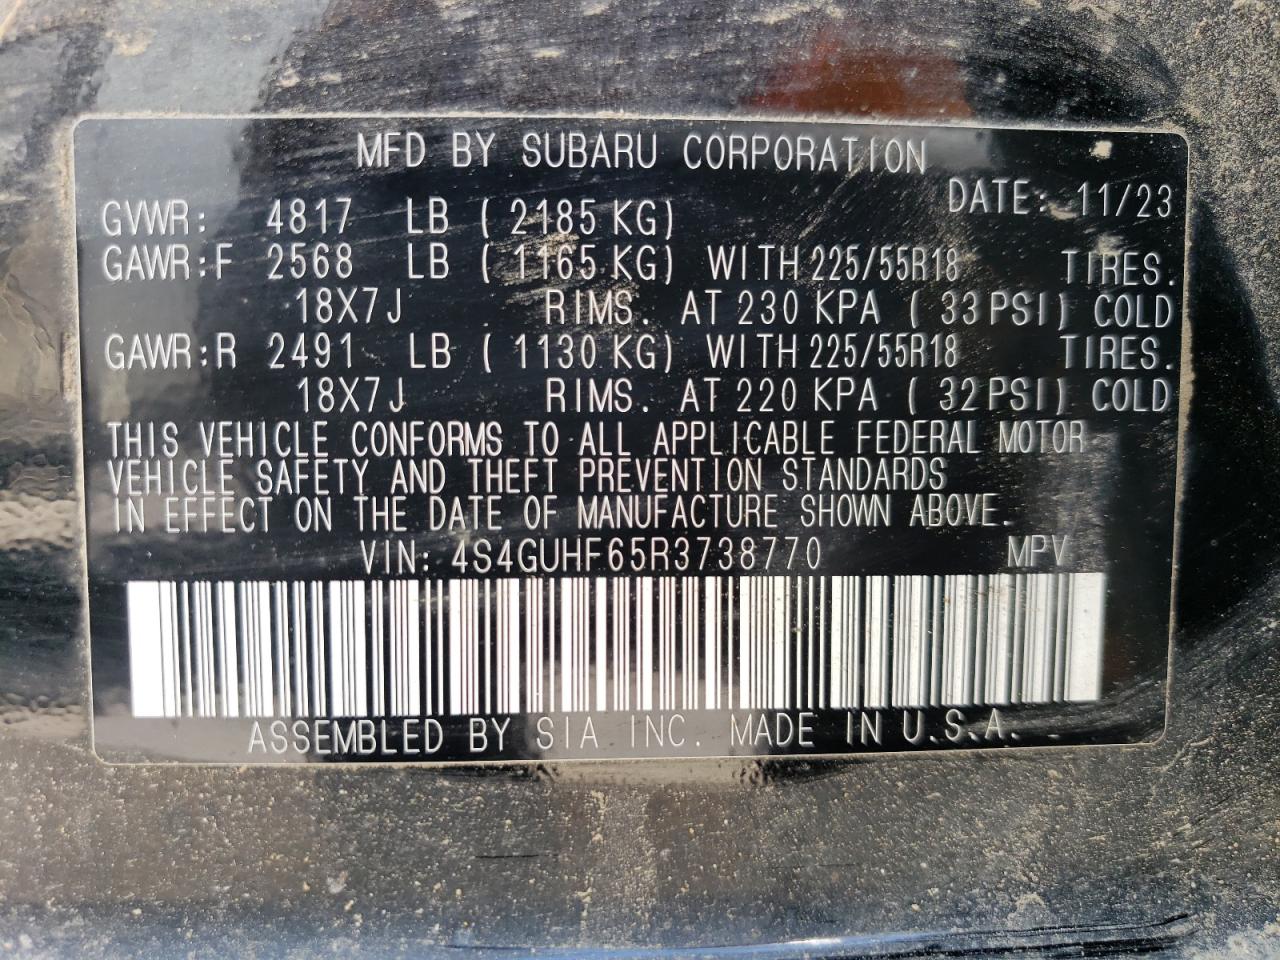 MFD BY SUBARU CORPORATION
DATE: 11/23
GVWR: 4817 LB ( 2185 KG)
GAWR:F 2568 LB ( 1165 KG) WITH 225/55R18 TIRES.
18X7J RIMS. AT 230 KPA ( 33 PSI) COLD
GAWR:R 2491 LB ( 1130 KG) WITH 225/55R18 TIRES.
18X7J RIMS. AT 220 KPA ( 32 PSI) COLD
THIS VEHICLE CONFORMS TO ALL APPLICABLE FEDERAL MOTOR
VEHICLE SAFETY AND THEFT PREVENTION STANDARDS
IN EFFECT ON THE DATE OF MANUFACTURE SHOWN ABOVE.
VIN: 4S4GUHF65R3738770 MPV
ASSEMBLED BY SIA INC. MADE IN U.S.A.